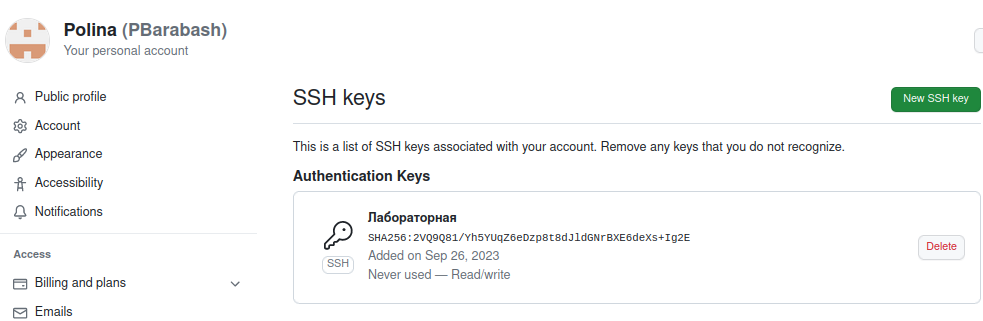 Polina (PBarabash)
Your personal account
Public profile
Account
Appearance
Accessibility
Notifications
Access
Billing and plans
Emails
SSH keys
New SSH key
This is a list of SSH keys associated with your account. Remove any keys that you do not recognize.
Authentication Keys
Лабораторная
SHA256:2VQ9Q81/Yh5YUqZ6eDzp8t8dJldGNrBXE6deXs+Ig2E
SSH
Added on Sep 26, 2023
Never used — Read/write
Delete